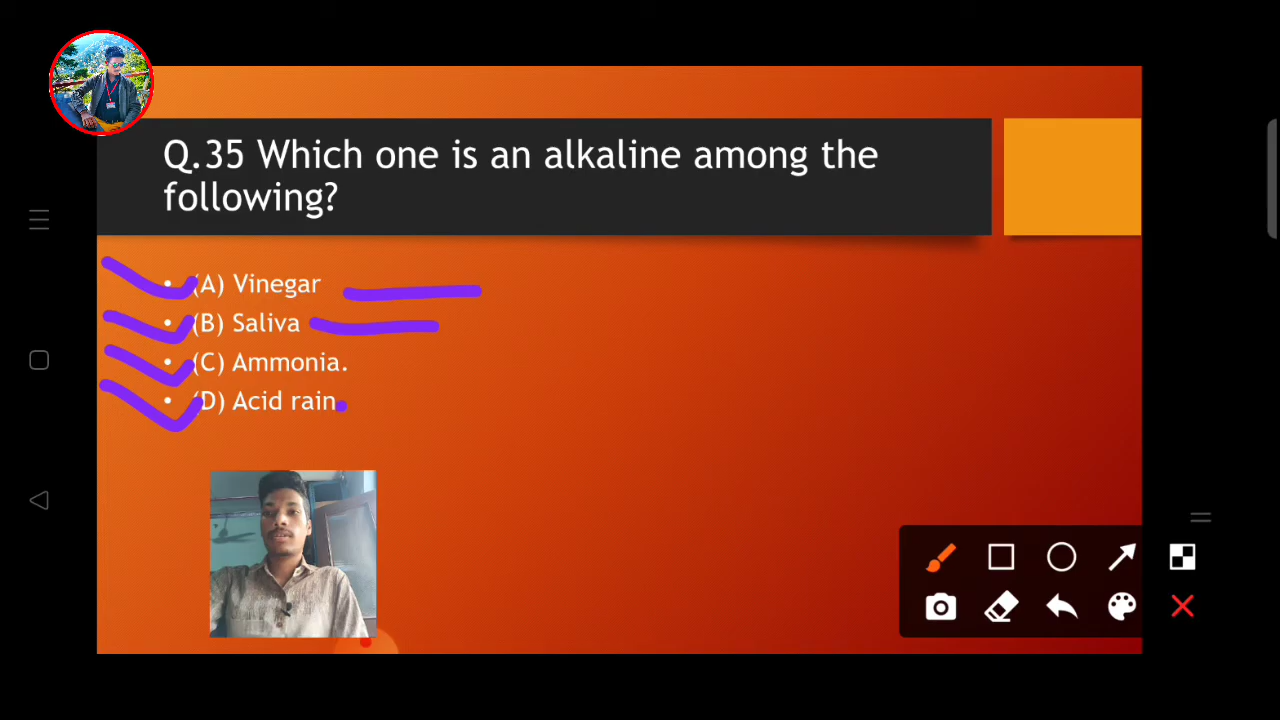 Q.35 Which one is an alkaline among the
following?
• (A) Vinegar
• (B) Saliva
• (C) Ammonia.
• (D) Acid rain